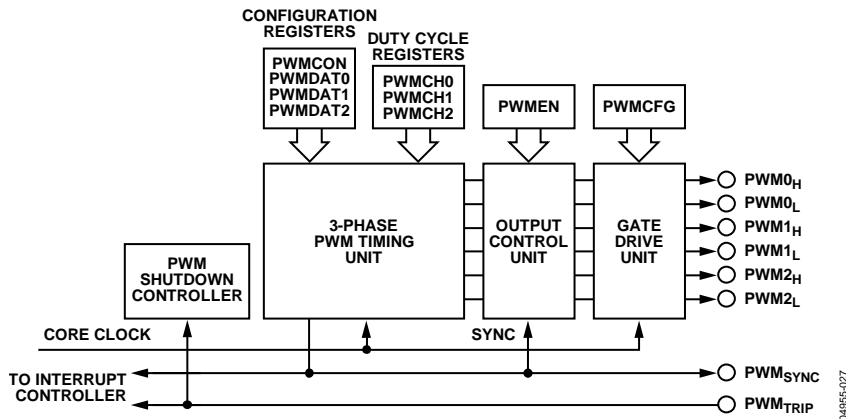 CONFIGURATION
REGISTERS
PWMCON
PWMDAT0
PWMDAT1
PWMDAT2
DUTY CYCLE
REGISTERS
PWMCH0
PWMCH1
PWMCH2
PWMEN
PWMCFG
3-PHASE
PWM TIMING
UNIT
OUTPUT
CONTROL
UNIT
GATE
DRIVE
UNIT
PWM0H
PWM0L
PWM1H
PWM1L
PWM2H
PWM2L
PWM
SHUTDOWN
CONTROLLER
CORE CLOCK
SYNC
TO INTERRUPT
CONTROLLER
PWMSYNC
PWMTRIP
04955-027